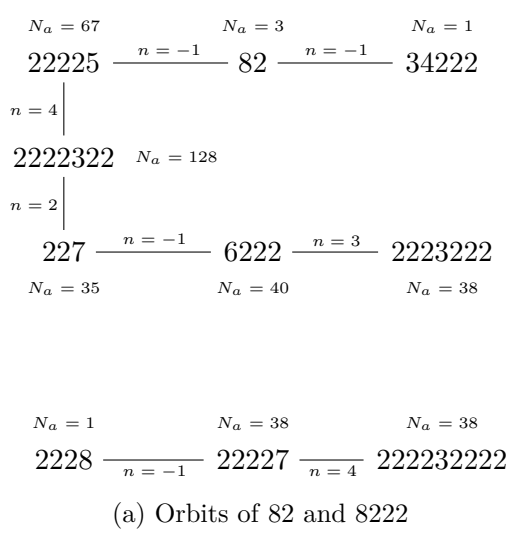 N_a = 67 N_a = 3 N_a = 1
n = −1 n = −1
22225 82 34222
n = 4
2222322 N_a = 128
n = 2
n = −1 n = 3
227 6222 2223222
N_a = 35 N_a = 40 N_a = 38
N_a = 1 N_a = 38 N_a = 38
2228 22227 222232222
n = −1 n = 4
(a) Orbits of 82 and 8222